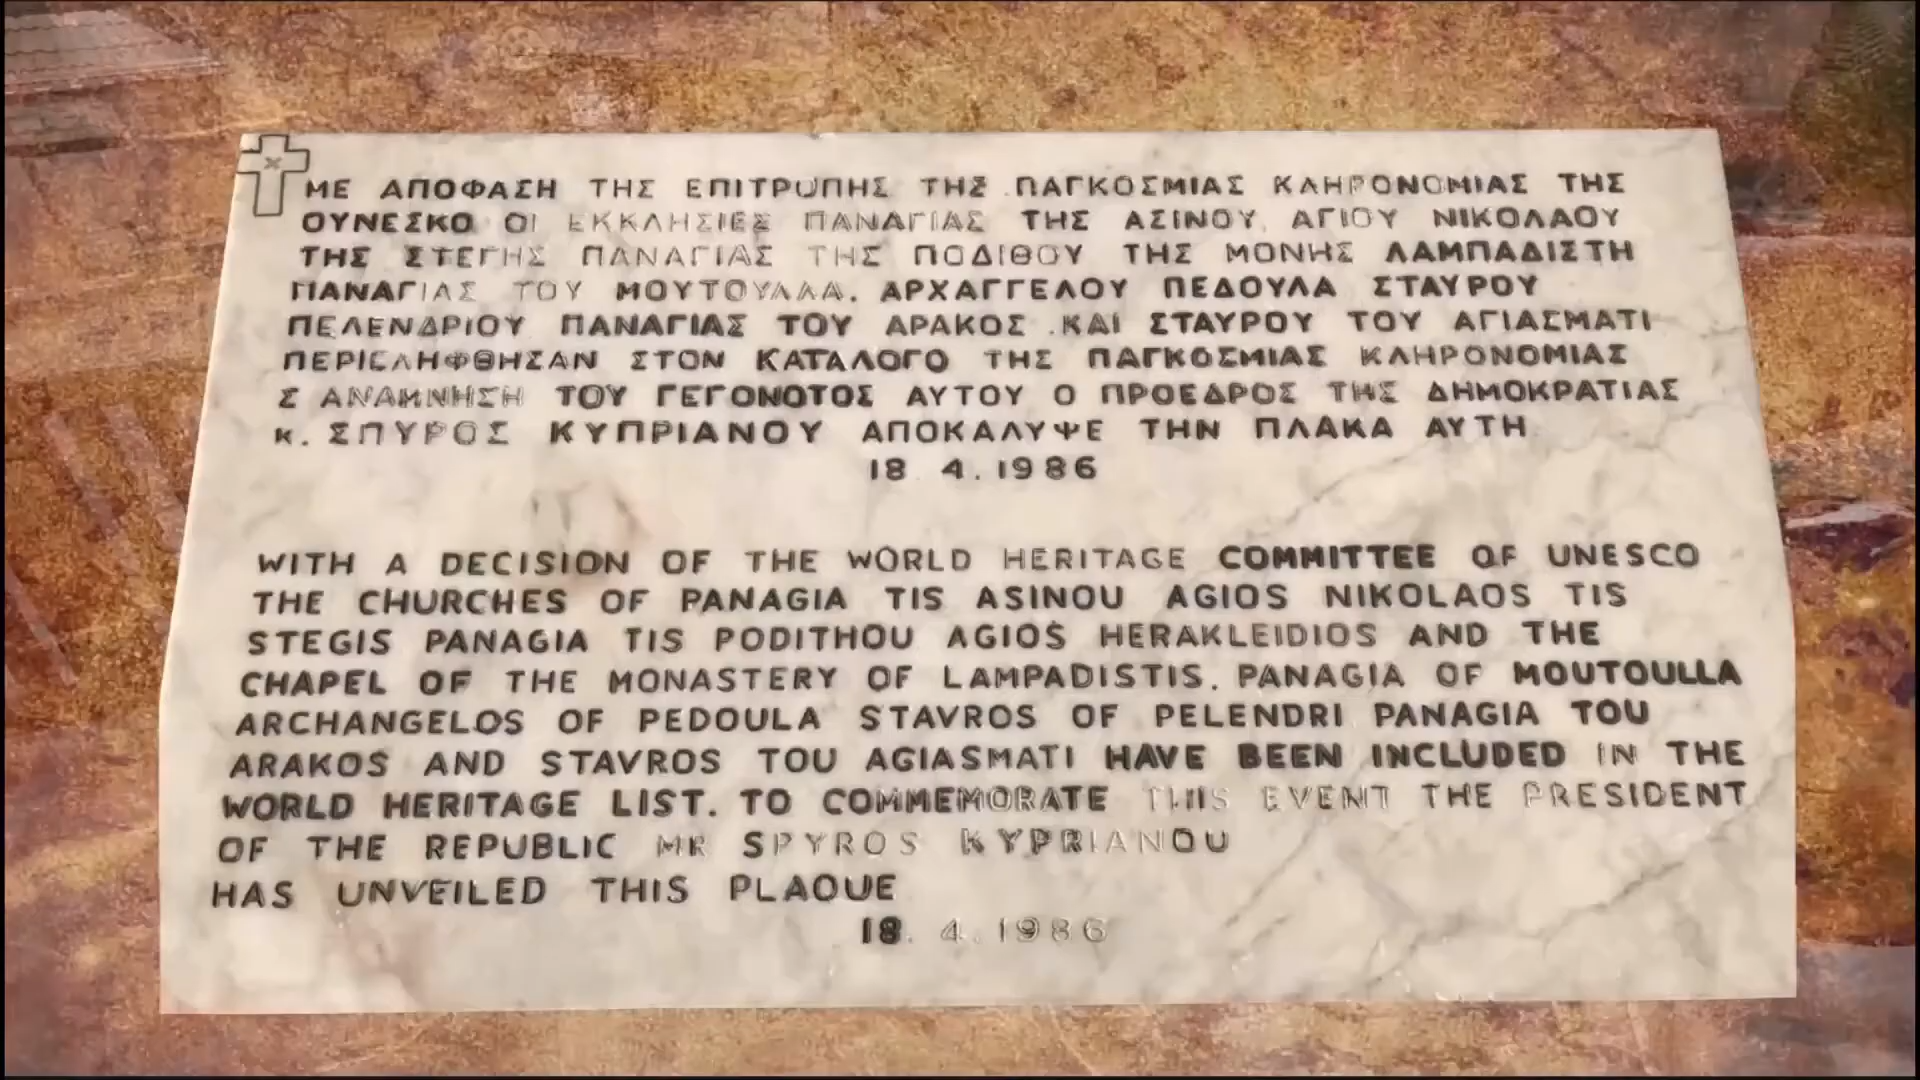 ΜΕ ΑΠΟΦΑΣΗ ΤΗΣ ΕΠΙΤΡΟΠΗΣ ΤΗΣ ΠΑΓΚΟΣΜΙΑΣ ΚΛΗΡΟΝΟΜΙΑΣ ΤΗΣ
ΟΥΝΕΣΚΟ ΟΙ ΕΚΚΛΗΣΙΕΣ ΠΑΝΑΓΙΑΣ ΤΗΣ ΑΣΙΝΟΥ, ΑΓΙΟΥ ΝΙΚΟΛΑΟΥ
ΤΗΣ ΣΤΕΓΗΣ ΠΑΝΑΓΙΑΣ ΤΗΣ ΠΟΔΙΘΟΥ ΤΗΣ ΜΟΝΗΣ ΛΑΜΠΑΔΙΣΤΗ
ΠΑΝΑΓΙΑΣ ΤΟΥ ΜΟΥΤΟΥΛΛΑ. ΑΡΧΑΓΓΕΛΟΥ ΠΕΔΟΥΛΑ ΣΤΑΥΡΟΥ
ΠΕΛΕΝΔΡΙΟΥ ΠΑΝΑΓΙΑΣ ΤΟΥ ΑΡΑΚΟΣ ΚΑΙ ΣΤΑΥΡΟΥ ΤΟΥ ΑΓΙΑΣΜΑΤΙ
ΠΕΡΙΕΛΗΦΘΗΣΑΝ ΣΤΟΝ ΚΑΤΑΛΟΓΟ ΤΗΣ ΠΑΓΚΟΣΜΙΑΣ ΚΛΗΡΟΝΟΜΙΑΣ
Σ ΑΝΑΜΝΗΣΗ ΤΟΥ ΓΕΓΟΝΟΤΟΣ ΑΥΤΟΥ Ο ΠΡΟΕΔΡΟΣ ΤΗΣ ΔΗΜΟΚΡΑΤΙΑΣ
κ. ΣΠΥΡΟΣ ΚΥΠΡΙΑΝΟΥ ΑΠΟΚΑΛΥΨΕ ΤΗΝ ΠΛΑΚΑ ΑΥΤΗ
18 4.1986
WITH A DECISION OF THE WORLD HERITAGE COMMITTEE OF UNESCO
THE CHURCHES OF PANAGIA TIS ASINOU AGIOS NIKOLAOS TIS
STEGIS PANAGIA TIS PODITHOU AGIOS HERAKLEIDIOS AND THE
CHAPEL OF THE MONASTERY OF LAMPADISTIS. PANAGIA OF MOUTOULLA
ARCHANGELOS OF PEDOULA STAVROS OF PELENDRI PANAGIA TOU
ARAKOS AND STAVROS TOU AGIASMATI HAVE BEEN INCLUDED IN THE
WORLD HERITAGE LIST. TO COMMEMORATE THIS EVENT THE PRESIDENT
OF THE REPUBLIC MR SPYROS KYPRIANOU
HAS UNVEILED THIS PLAQUE
18. 4.1986